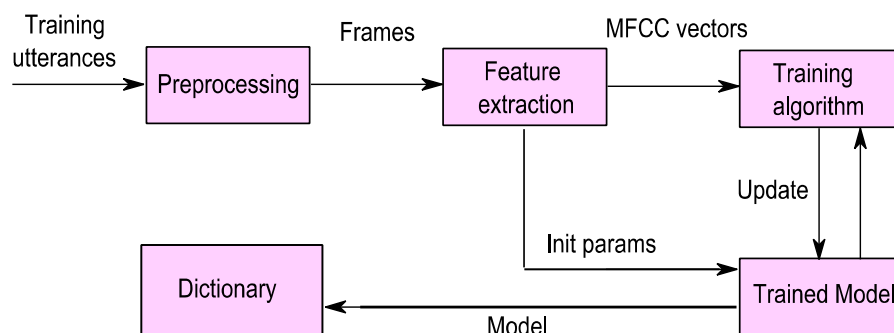 Training
utterances
Frames
MFCC vectors
Preprocessing
Feature
extraction
Training
algorithm
Update
Init params
Dictionary
Trained Model
Model